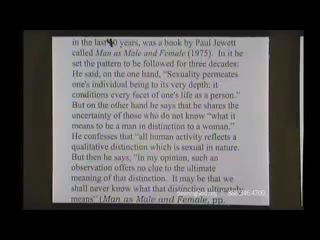 in the last 40 years, was a book by Paul Jewett
called Man as Male and Female (1975). In it he
set the pattern to be followed for three decades:
He said, on the one hand, "Sexuality permeates
one's individual being to its very depth; it
conditions every facet of one's life as a person."
But on the other hand he says that he shares the
uncertainty of those who do not know "what it
means to be a man in distinction to a woman."
He confesses that "all human activity reflects a
qualitative distinction which is sexual in nature.
But then he says, "In my opinion, such an
observation offers no clue to the ultimate
meaning of that distinction. It may be that we
shall never know what that distinction ultimately
means" (Man as Male and Female, pp.